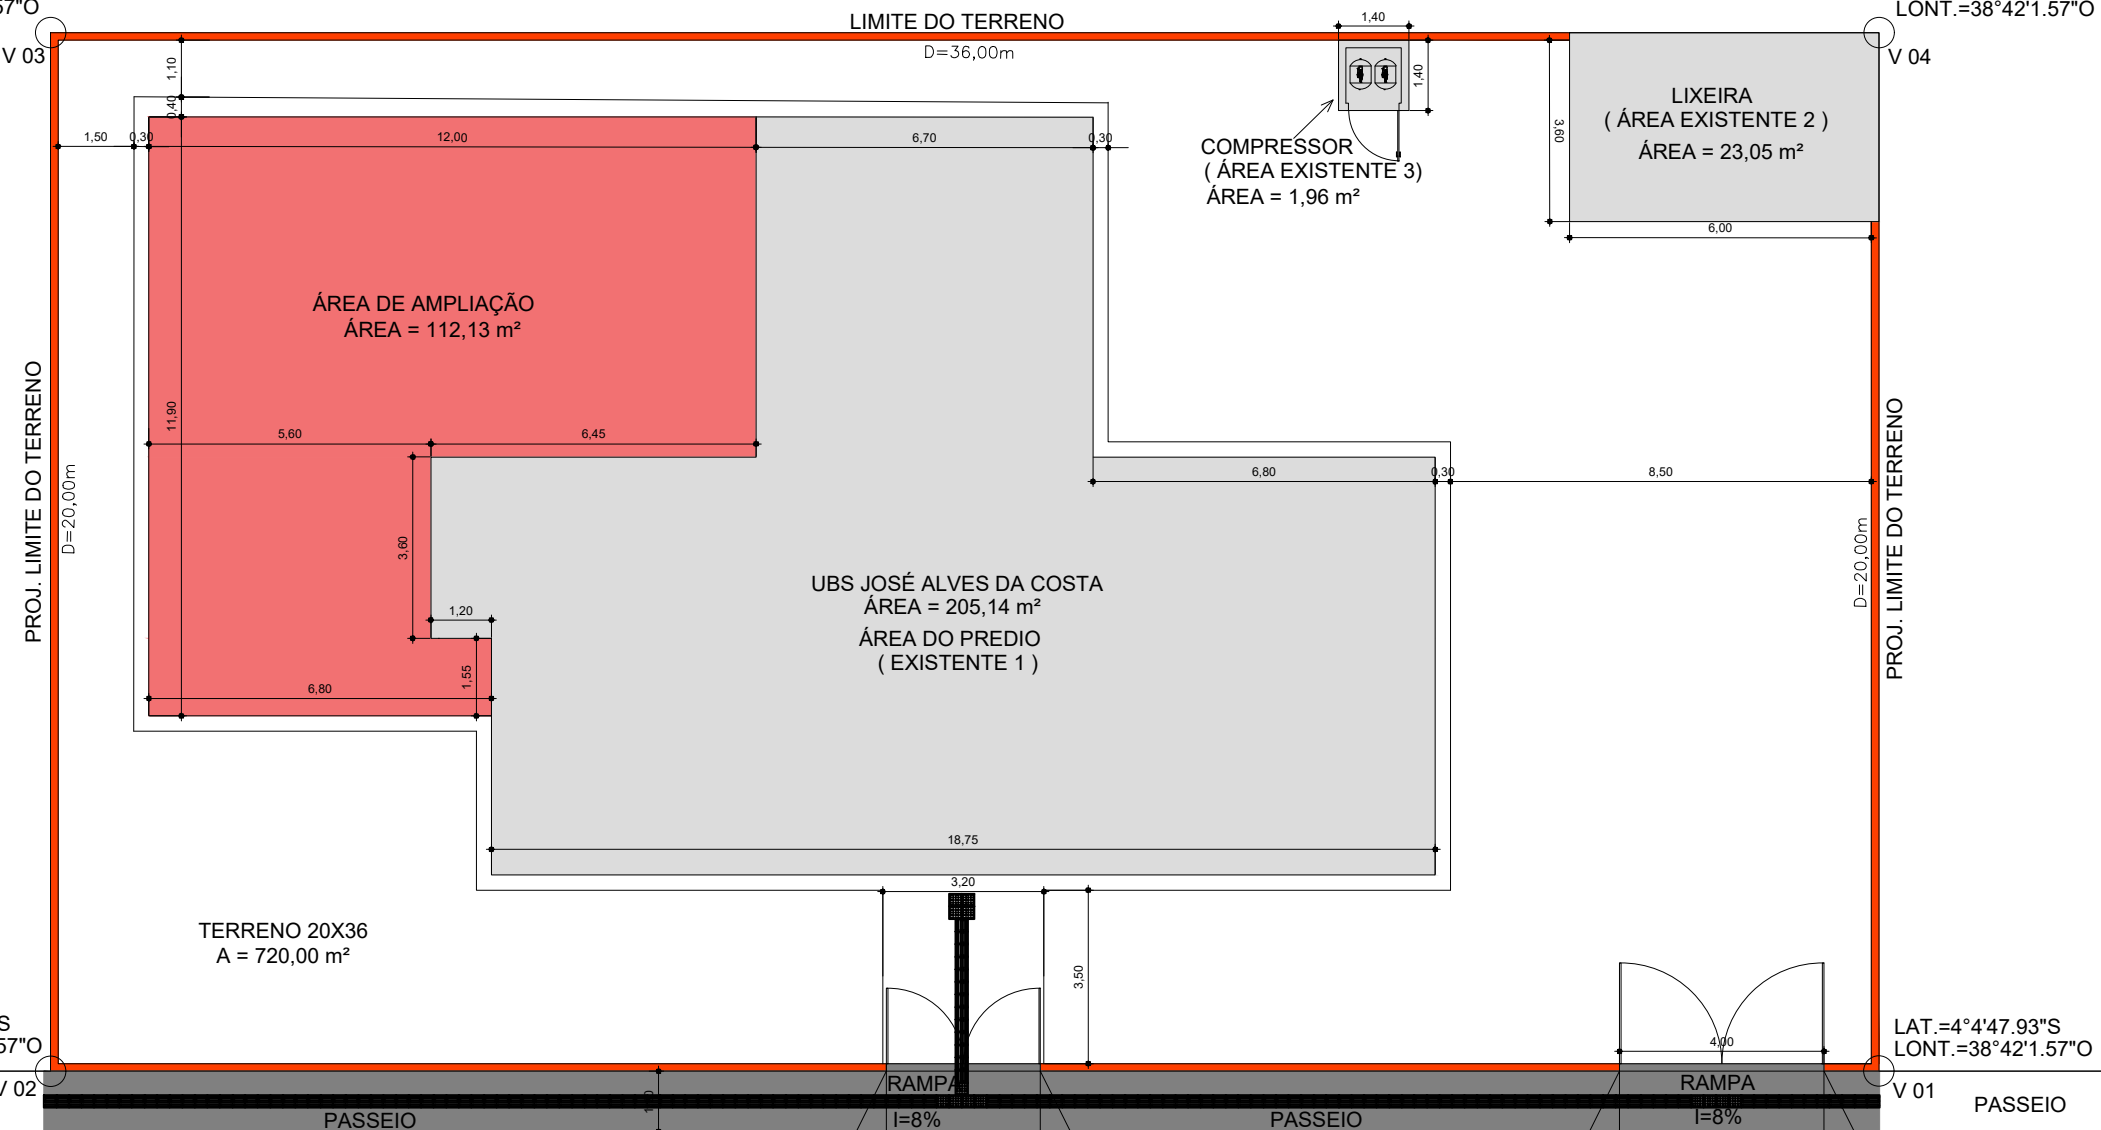 57"O
LIMITE DO TERRENO
1,40
LONT.=38°42'1.57"O
V 03
D=36,00m
V 04
1,10
1,40
0,40
LIXEIRA
( ÁREA EXISTENTE 2 )
ÁREA = 23,05 m²
3,60
1,50
0,30
12,00
6,70
0,30
COMPRESSOR
( ÁREA EXISTENTE 3)
ÁREA = 1,96 m²
6,00
ÁREA DE AMPLIAÇÃO
ÁREA = 112,13 m²
PROJ. LIMITE DO TERRENO
D=20,00m
11,90
5,60
6,45
6,80
0,30
8,50
3,60
UBS JOSÉ ALVES DA COSTA
ÁREA = 205,14 m²
ÁREA DO PREDIO
( EXISTENTE 1 )
D=20,00m
PROJ. LIMITE DO TERRENO
1,20
1,55
6,80
18,75
3,20
TERRENO 20X36
A = 720,00 m²
3,50
S
57"O
LAT.=4°4'47.93"S
LONT.=38°42'1.57"O
4,00
V 02
RAMPA
RAMPA
V 01
PASSEIO
PASSEIO
I=8%
PASSEIO
I=8%